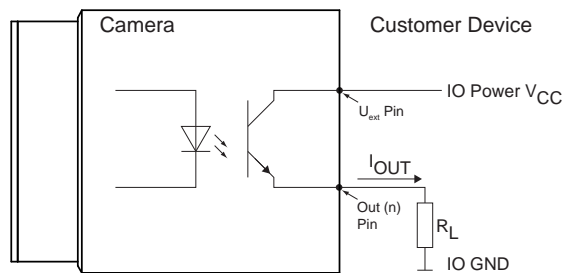 Camera
Customer Device
IO Power VCC
Uext Pin
IOUT
Out (n)
Pin
RL
IO GND